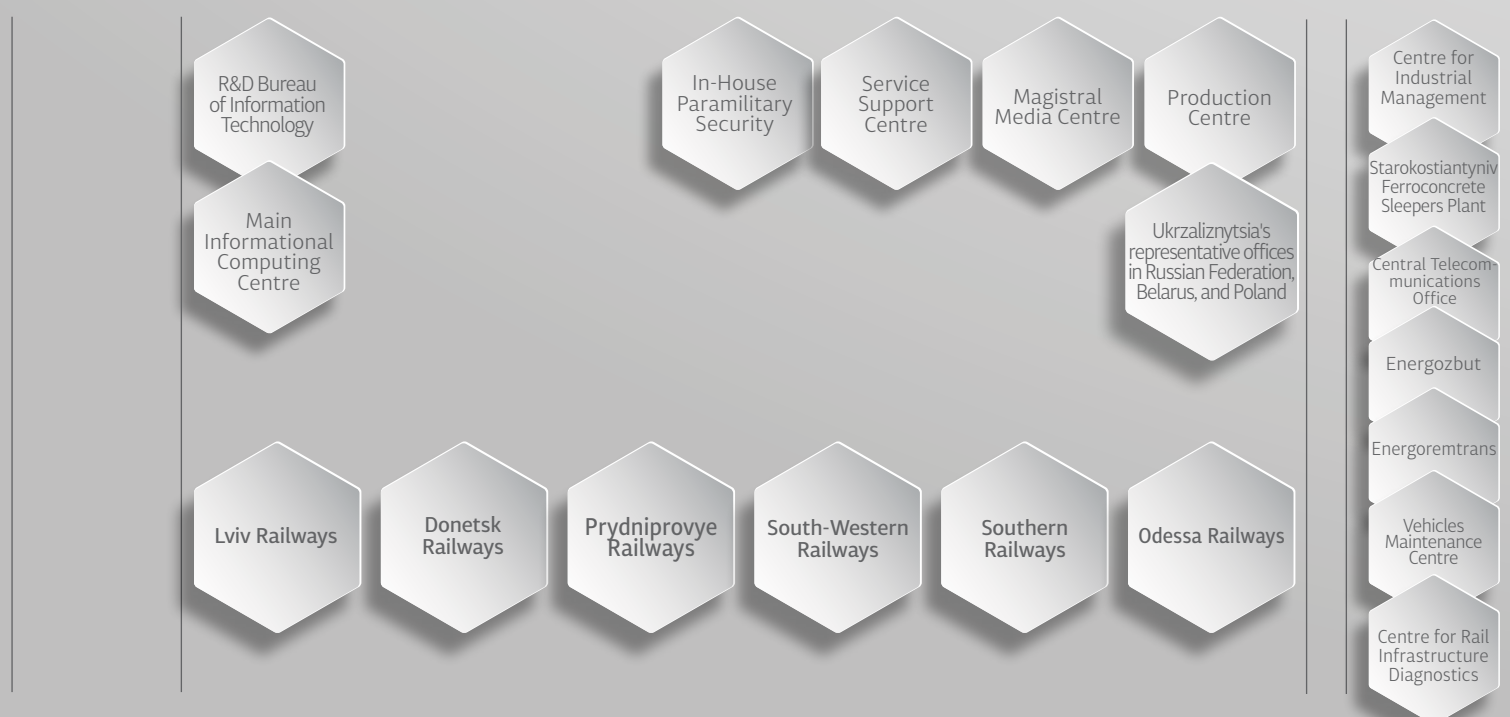 R&D Bureau
of Information
Technology
Main
Informational
Computing
Centre
In-House
Paramilitary
Security
Service
Support
Centre
Magistral
Media Centre
Production
Centre
Ukrzaliznytsia's
representative offices
in Russian Federation,
Belarus, and Poland
Lviv Railways
Donetsk
Railways
Prydniprovye
Railways
South-Western
Railways
Southern
Railways
Odessa Railways
Centre for
Industrial
Management
Starokostiantyniv
Ferroconcrete
Sleepers Plant
Central Telecom-
munications
Office
Energozbut
Energoremtrans
Vehicles
Maintenance
Centre
Centre for Rail
Infrastructure
Diagnostics